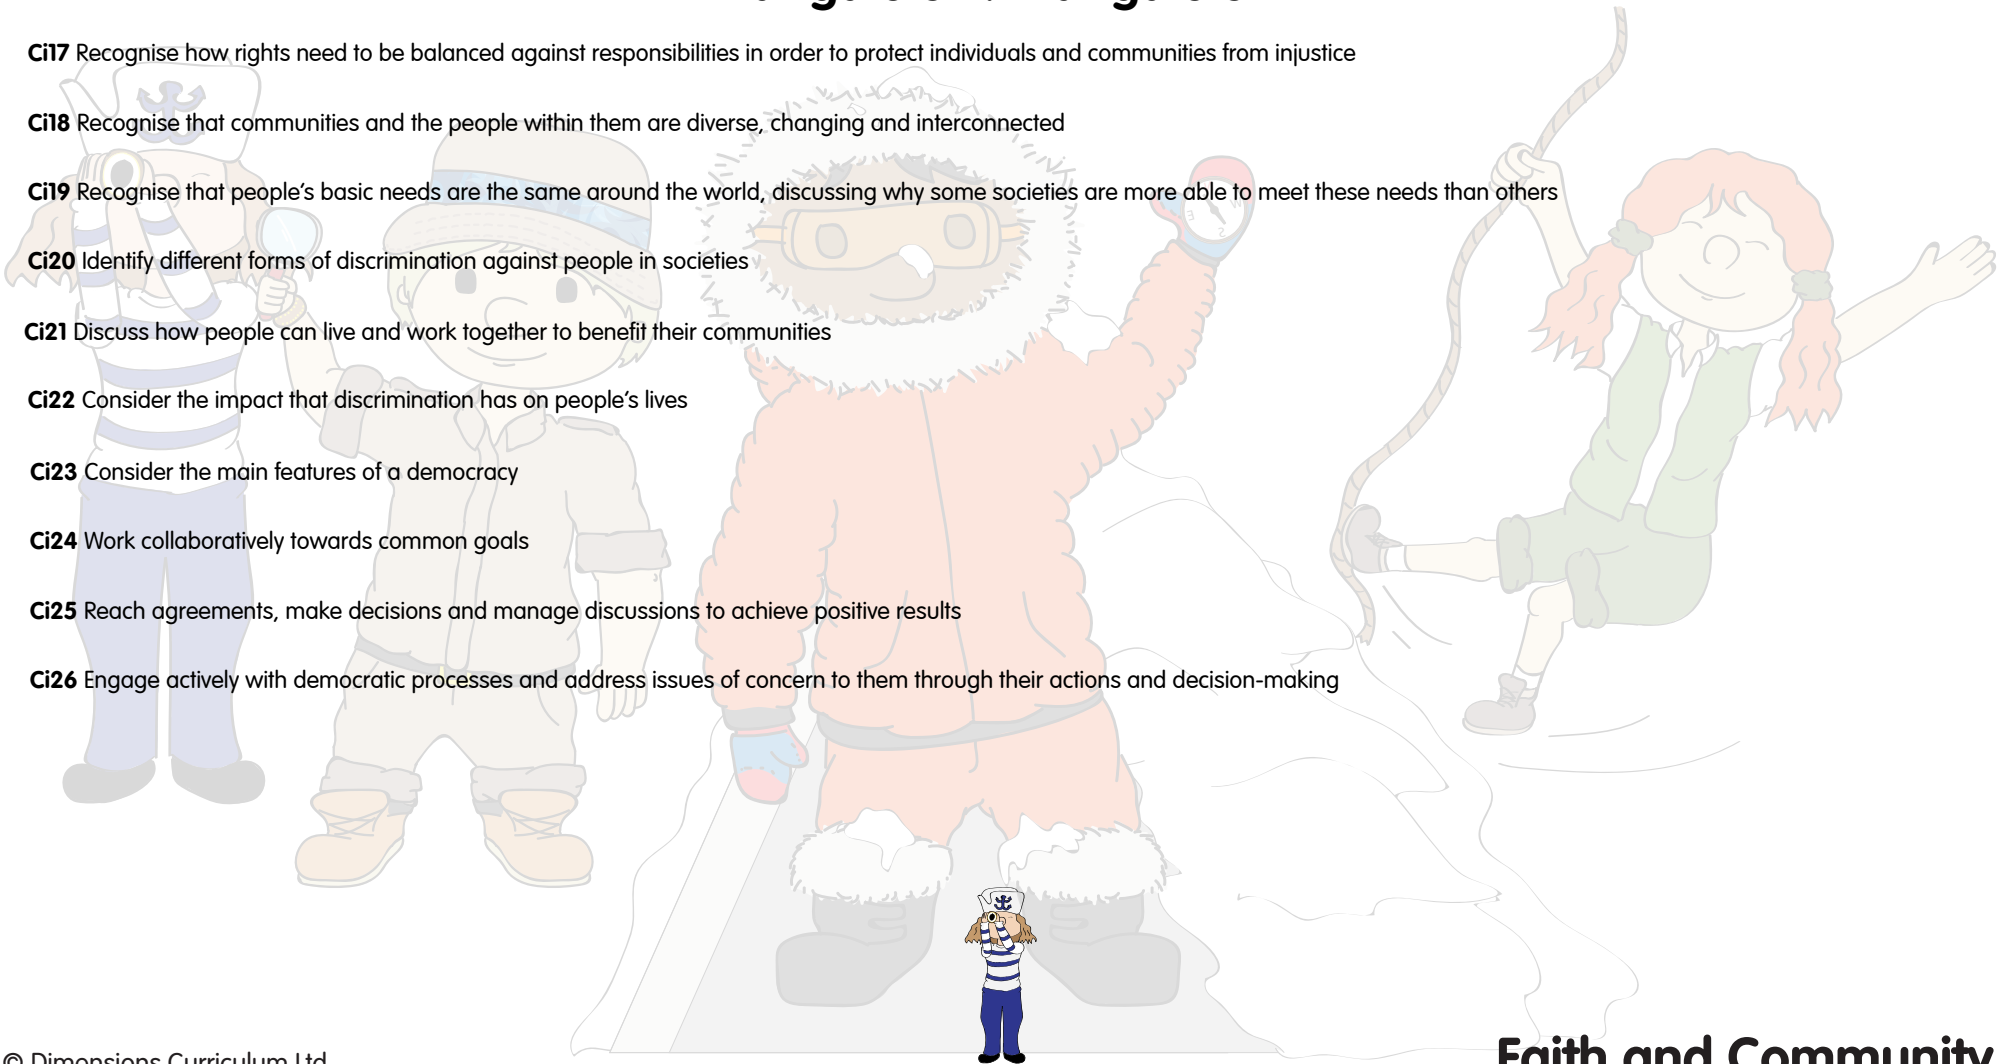 Ci17 Recognise how rights need to be balanced against responsibilities in order to protect individuals and communities from injustice
Ci18 Recognise that communities and the people within them are diverse, changing and interconnected
Ci19 Recognise that people's basic needs are the same around the world, discussing why some societies are more able to meet these needs than others
Ci20 Identify different forms of discrimination against people in societies
Ci21 Discuss how people can live and work together to benefit their communities
Ci22 Consider the impact that discrimination has on people's lives
Ci23 Consider the main features of a democracy
Ci24 Work collaboratively towards common goals
Ci25 Reach agreements, make decisions and manage discussions to achieve positive results
Ci26 Engage actively with democratic processes and address issues of concern to them through their actions and decision-making
© Dimensions Curriculum Ltd
Faith and Community